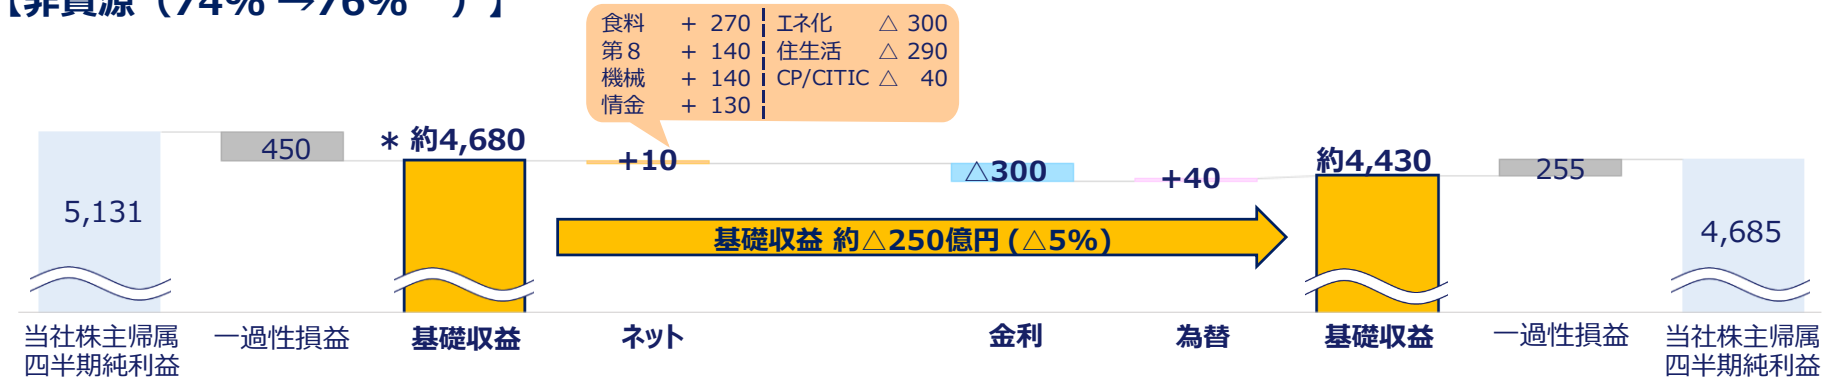 【非資源（74% →76% ）】
食料 + 270 エネ化 △ 300
第８ + 140 住生活 △ 290
機械 + 140 CP/CITIC △ 40
情金 + 130
5,131
450
＊ 約4,680
+10
△300
+40
約4,430
255
4,685
基礎収益 約△250億円 (△5%)
当社株主帰属
四半期純利益
一過性損益
基礎収益
ネット
金利
為替
基礎収益
一過性損益
当社株主帰属
四半期純利益